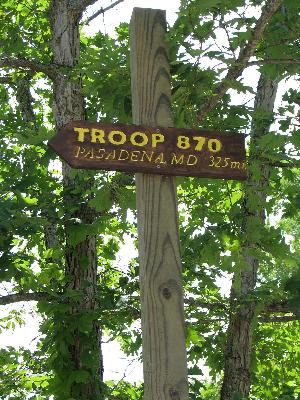 TROOP 870
PASADENA, MD 325mi